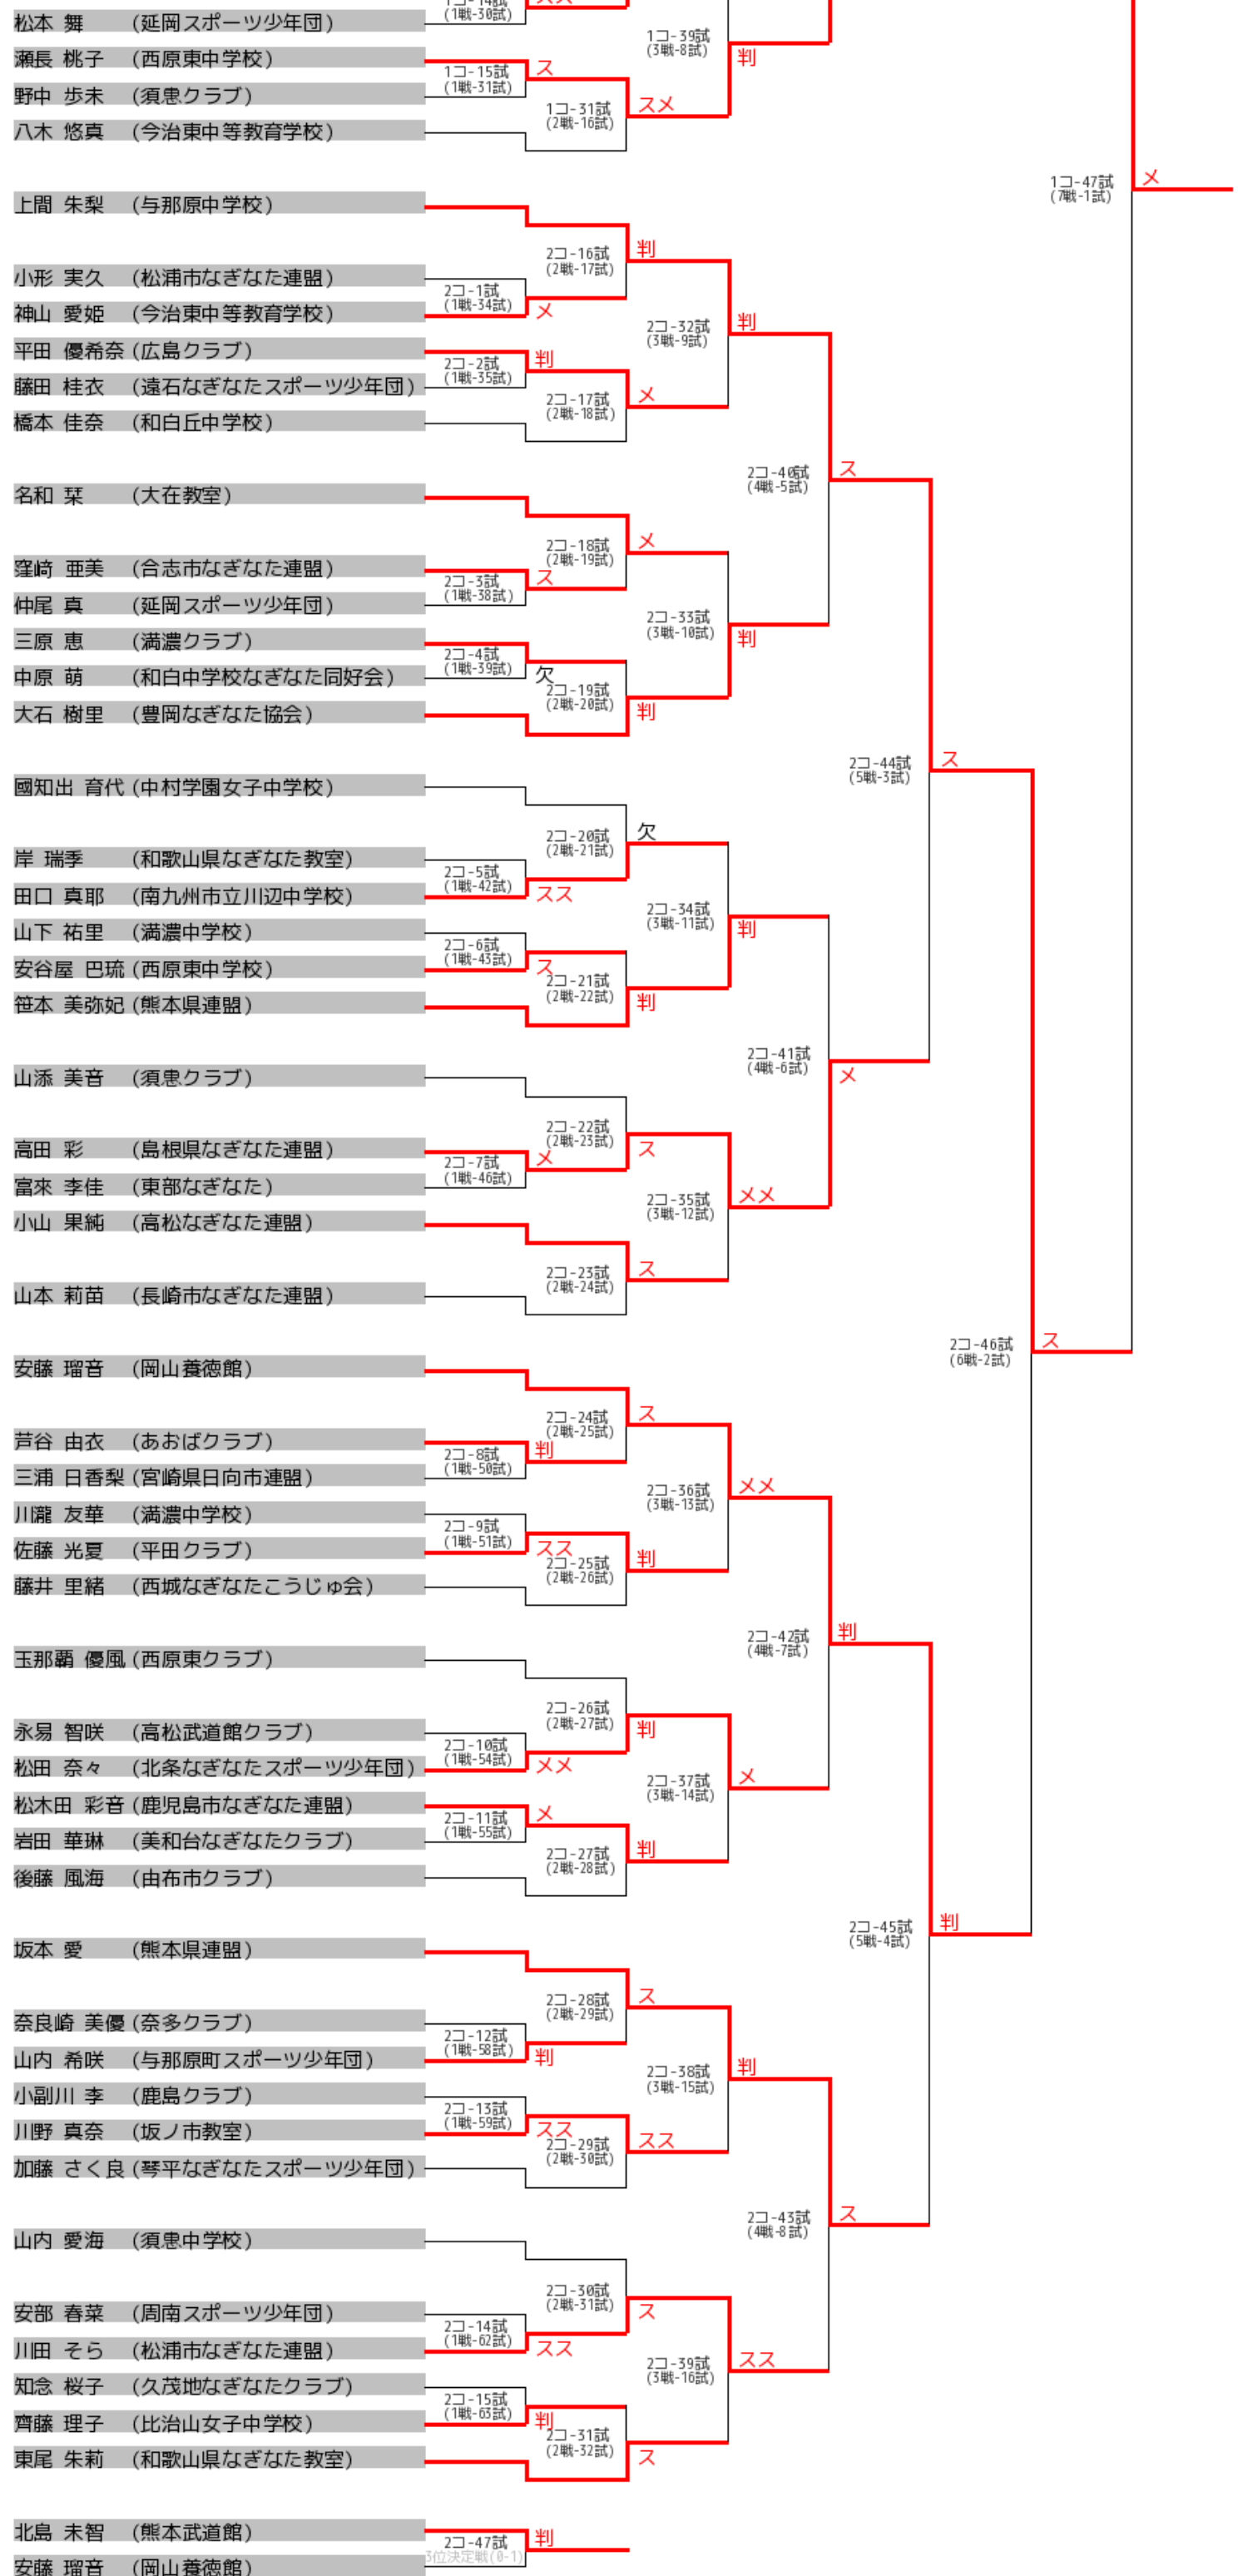 1コ-14試
(1戦-30試)
スス
松本 舞 (延岡スポーツ少年団)
1コ-39試
(3戦-8試)
判
瀬長 桃子 (西原東中学校)
1コ-15試
(1戦-31試)
ス
野中 歩未 (須恵クラブ)
1コ-31試
(2戦-16試)
スメ
八木 悠真 (今治東中等教育学校)
1コ-47試
(7戦-1試)
メ
上間 朱梨 (与那原中学校)
2コ-16試
(2戦-17試)
判
小形 実久 (松浦市なぎなた連盟)
2コ-1試
(1戦-34試)
メ
神山 愛姫 (今治東中等教育学校)
2コ-32試
(3戦-9試)
判
平田 優希奈 (広島クラブ)
2コ-2試
(1戦-35試)
判
藤田 桂衣 (遠石なぎなたスポーツ少年団)
2コ-17試
(2戦-18試)
メ
橋本 佳奈 (和白丘中学校)
2コ-40試
(4戦-5試)
ス
名和 栞 (大在教室)
2コ-18試
(2戦-19試)
メ
窪崎 亜美 (合志市なぎなた連盟)
2コ-3試
(1戦-38試)
ス
仲尾 真 (延岡スポーツ少年団)
2コ-33試
(3戦-10試)
判
三原 恵 (満濃クラブ)
2コ-4試
(1戦-39試)
欠
中原 萌 (和白中学校なぎなた同好会)
2コ-19試
(2戦-20試)
判
大石 樹里 (豊岡なぎなた協会)
2コ-44試
(5戦-3試)
ス
國知出 育代 (中村学園女子中学校)
2コ-20試
(2戦-21試)
欠
岸 瑞季 (和歌山県なぎなた教室)
2コ-5試
(1戦-42試)
スス
田口 真耶 (南九州市立川辺中学校)
2コ-34試
(3戦-11試)
判
山下 祐里 (満濃中学校)
2コ-6試
(1戦-43試)
ス
安谷屋 巴琉 (西原東中学校)
2コ-21試
(2戦-22試)
判
笹本 美弥妃 (熊本県連盟)
2コ-41試
(4戦-6試)
メ
山添 美音 (須恵クラブ)
2コ-22試
(2戦-23試)
ス
高田 彩 (島根県なぎなた連盟)
2コ-7試
(1戦-46試)
メ
富來 李佳 (東部なぎなた)
2コ-35試
(3戦-12試)
メメ
小山 果純 (高松なぎなた連盟)
2コ-23試
(2戦-24試)
ス
山本 莉苗 (長崎市なぎなた連盟)
2コ-46試
(6戦-2試)
ス
安藤 瑠音 (岡山養徳館)
2コ-24試
(2戦-25試)
ス
芦谷 由衣 (あおばクラブ)
2コ-8試
(1戦-50試)
判
三浦 日香梨 (宮崎県日向市連盟)
2コ-36試
(3戦-13試)
メメ
川瀧 友華 (満濃中学校)
2コ-9試
(1戦-51試)
スス
佐藤 光夏 (平田クラブ)
2コ-25試
(2戦-26試)
判
藤井 里緒 (西城なぎなたこうじゅ会)
2コ-42試
(4戦-7試)
判
玉那覇 優風 (西原東クラブ)
2コ-26試
(2戦-27試)
判
永易 智咲 (高松武道館クラブ)
2コ-10試
(1戦-54試)
メメ
松田 奈々 (北条なぎなたスポーツ少年団)
2コ-37試
(3戦-14試)
メ
松木田 彩音 (鹿児島市なぎなた連盟)
2コ-11試
(1戦-55試)
メ
岩田 華琳 (美和台なぎなたクラブ)
2コ-27試
(2戦-28試)
判
後藤 風海 (由布市クラブ)
2コ-45試
(5戦-4試)
判
坂本 愛 (熊本県連盟)
2コ-28試
(2戦-29試)
ス
奈良崎 美優 (奈多クラブ)
2コ-12試
(1戦-58試)
判
山内 希咲 (与那原町スポーツ少年団)
2コ-38試
(3戦-15試)
判
小副川 李 (鹿島クラブ)
2コ-13試
(1戦-59試)
スス
川野 真奈 (坂ノ市教室)
2コ-29試
(2戦-30試)
スス
加藤 さく良 (琴平なぎなたスポーツ少年団)
2コ-43試
(4戦-8試)
ス
山内 愛海 (須恵中学校)
2コ-30試
(2戦-31試)
ス
安部 春菜 (周南スポーツ少年団)
2コ-14試
(1戦-62試)
スス
川田 そら (松浦市なぎなた連盟)
2コ-39試
(3戦-16試)
スス
知念 桜子 (久茂地なぎなたクラブ)
2コ-15試
(1戦-63試)
判
齊藤 理子 (比治山女子中学校)
2コ-31試
(2戦-32試)
ス
東尾 朱莉 (和歌山県なぎなた教室)
北島 未智 (熊本武道館)
2コ-47試
3位決定戦(0-1)
判
安藤 瑠音 (岡山養徳館)